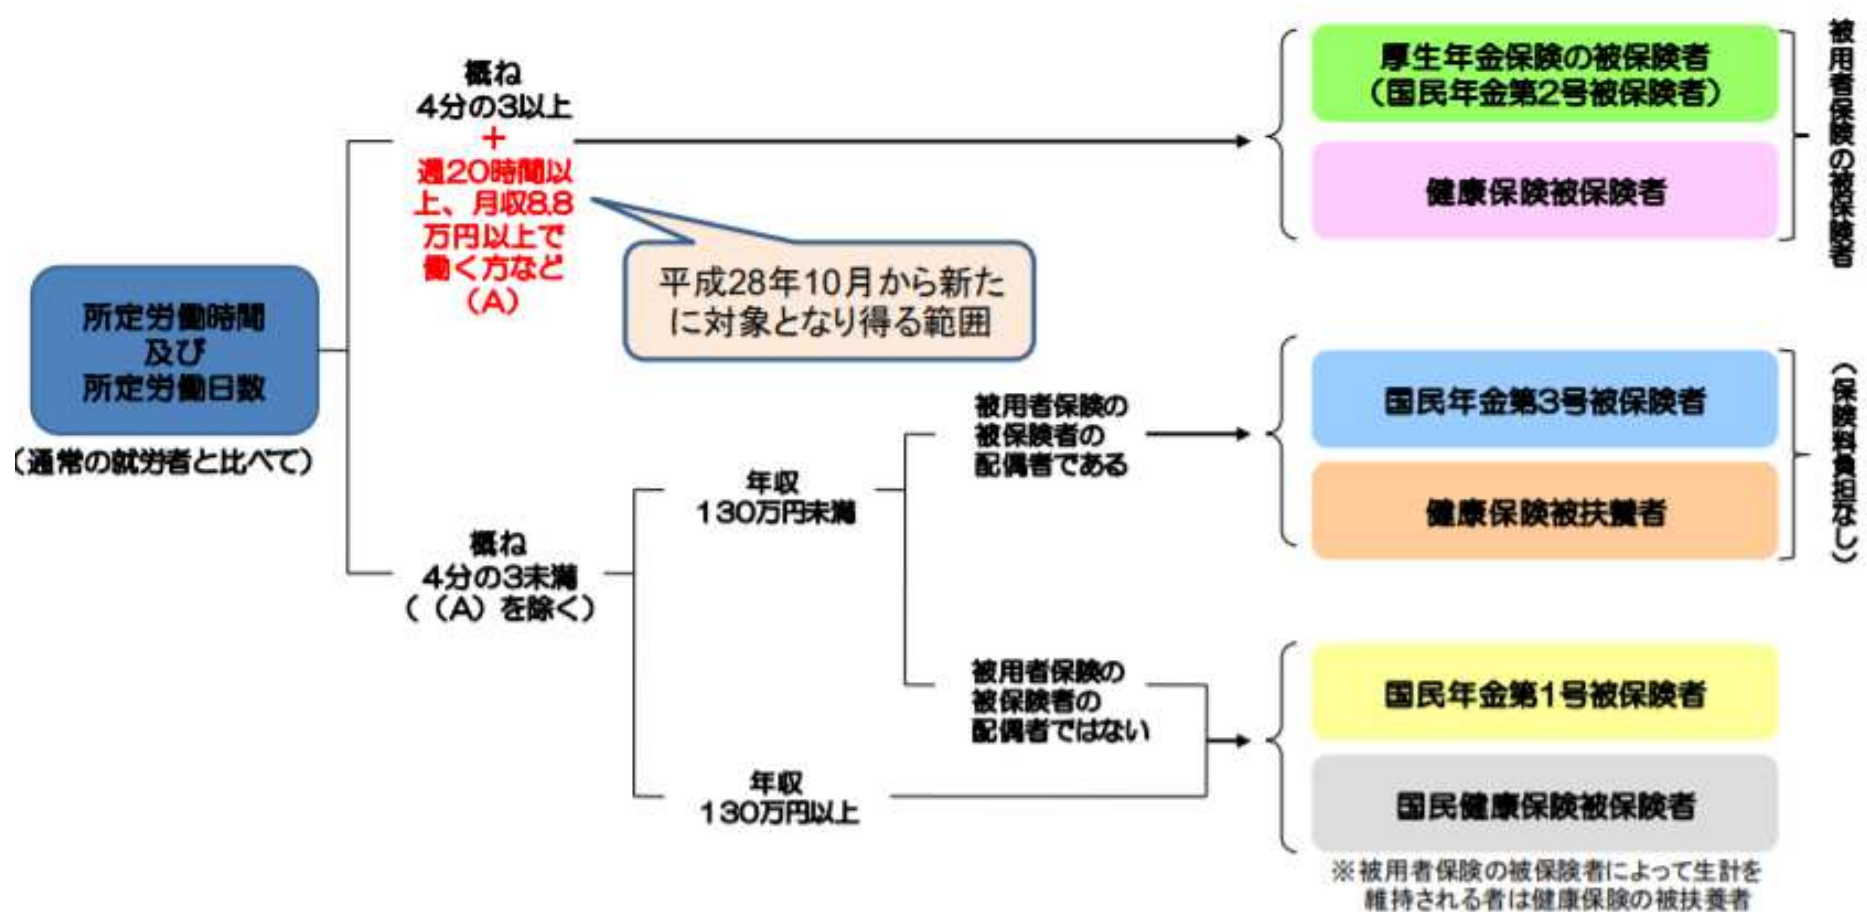 所定労働時間
及び
所定労働日数
(通常の就労者と比べて)
概ね
4分の3以上
+
週20時間以
上、月収8.8
万円以上で
働く方など
(A)
平成28年10月から新た
に対象となり得る範囲
概ね
4分の3未満
((A)を除く)
年収
130万円未満
年収
130万円以上
被用者保険の
被保険者の
配偶者である
被用者保険の
被保険者の
配偶者ではない
厚生年金保険の被保険者
(国民年金第2号被保険者)
健康保険被保険者
被用者保険の被保険者
国民年金第3号被保険者
健康保険被扶養者
(保険料負担なし)
国民年金第1号被保険者
国民健康保険被保険者
※被用者保険の被保険者によって生計を
維持される者は健康保険の被扶養者